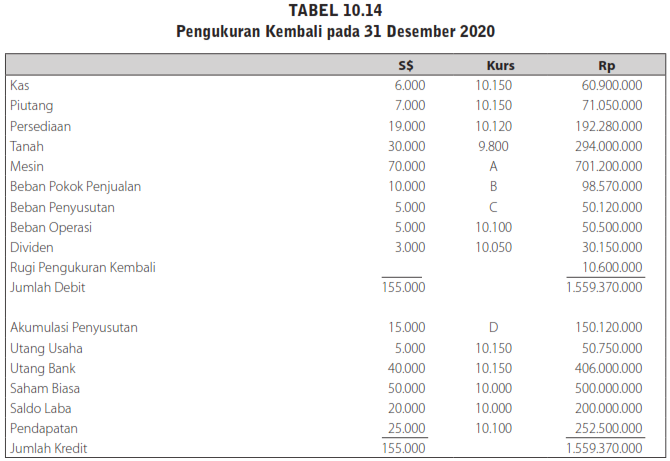 TABEL 10.14
Pengukuran Kembali pada 31 Desember 2020
S$ Kurs Rp
Kas 6.000 10.150 60.900.000
Piutang 7.000 10.150 71.050.000
Persediaan 19.000 10.120 192.280.000
Tanah 30.000 9.800 294.000.000
Mesin 70.000 A 701.200.000
Beban Pokok Penjualan 10.000 B 98.570.000
Beban Penyusutan 5.000 C 50.120.000
Beban Operasi 5.000 10.100 50.500.000
Dividen 3.000 10.050 30.150.000
Rugi Pengukuran Kembali 10.600.000
Jumlah Debit 155.000 1.559.370.000
Akumulasi Penyusutan 15.000 D 150.120.000
Utang Usaha 5.000 10.150 50.750.000
Utang Bank 40.000 10.150 406.000.000
Saham Biasa 50.000 10.000 500.000.000
Saldo Laba 20.000 10.000 200.000.000
Pendapatan 25.000 10.100 252.500.000
Jumlah Kredit 155.000 1.559.370.000